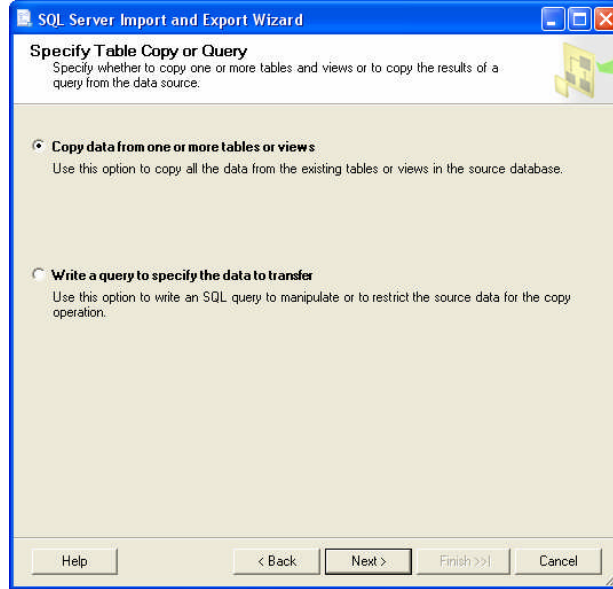 SQL Server Import and Export Wizard
Specify Table Copy or Query
Specify whether to copy one or more tables and views or to copy the results of a
query from the data source.
Copy data from one or more tables or views
Use this option to copy all the data from the existing tables or views in the source database.
Write a query to specify the data to transfer
Use this option to write an SQL query to manipulate or to restrict the source data for the copy
operation.
Help < Back Next > Finish >>| Cancel